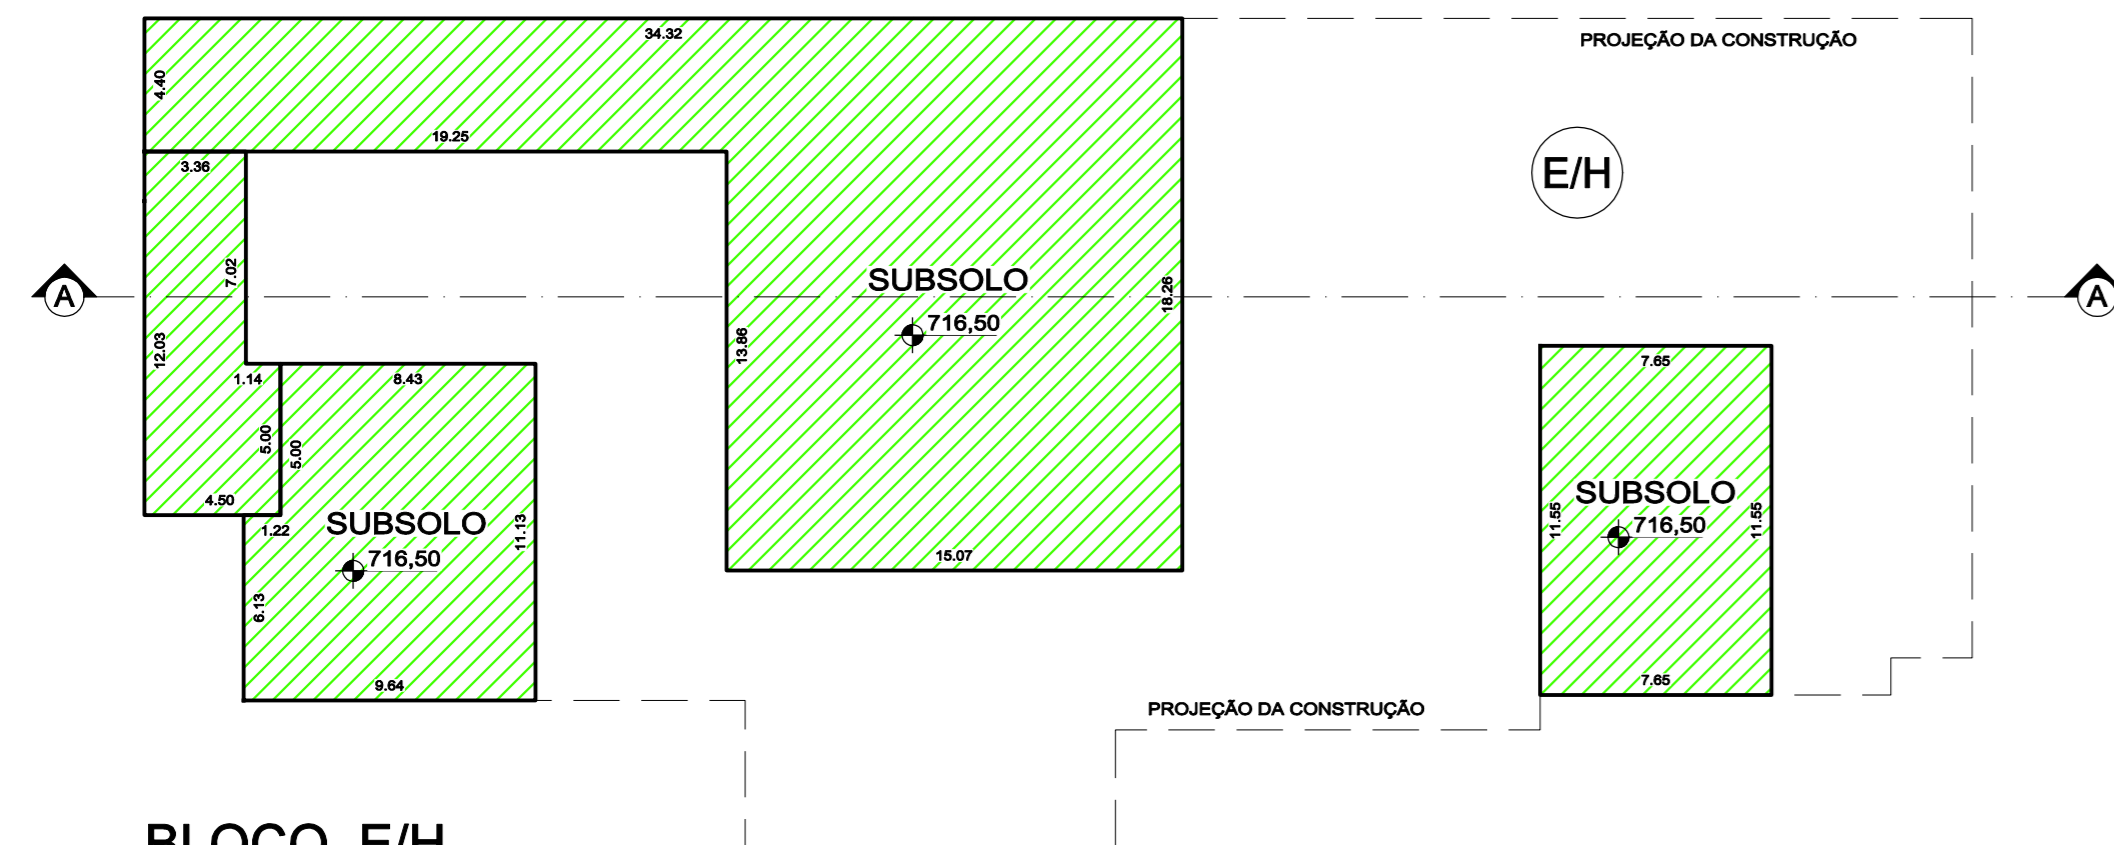 34.32
PROJEÇÃO DA CONSTRUÇÃO
4.40
19.25
3.36
E/H
7.02
SUBSOLO
716,50
18.26
A
A
12.03
13.86
1.14
8.43
7.65
5.00
5.00
4.50
1.22
SUBSOLO
716,50
11.13
15.07
SUBSOLO
716,50
11.55
11.55
6.13
9.64
7.65
PROJEÇÃO DA CONSTRUÇÃO
BLOCO E/H